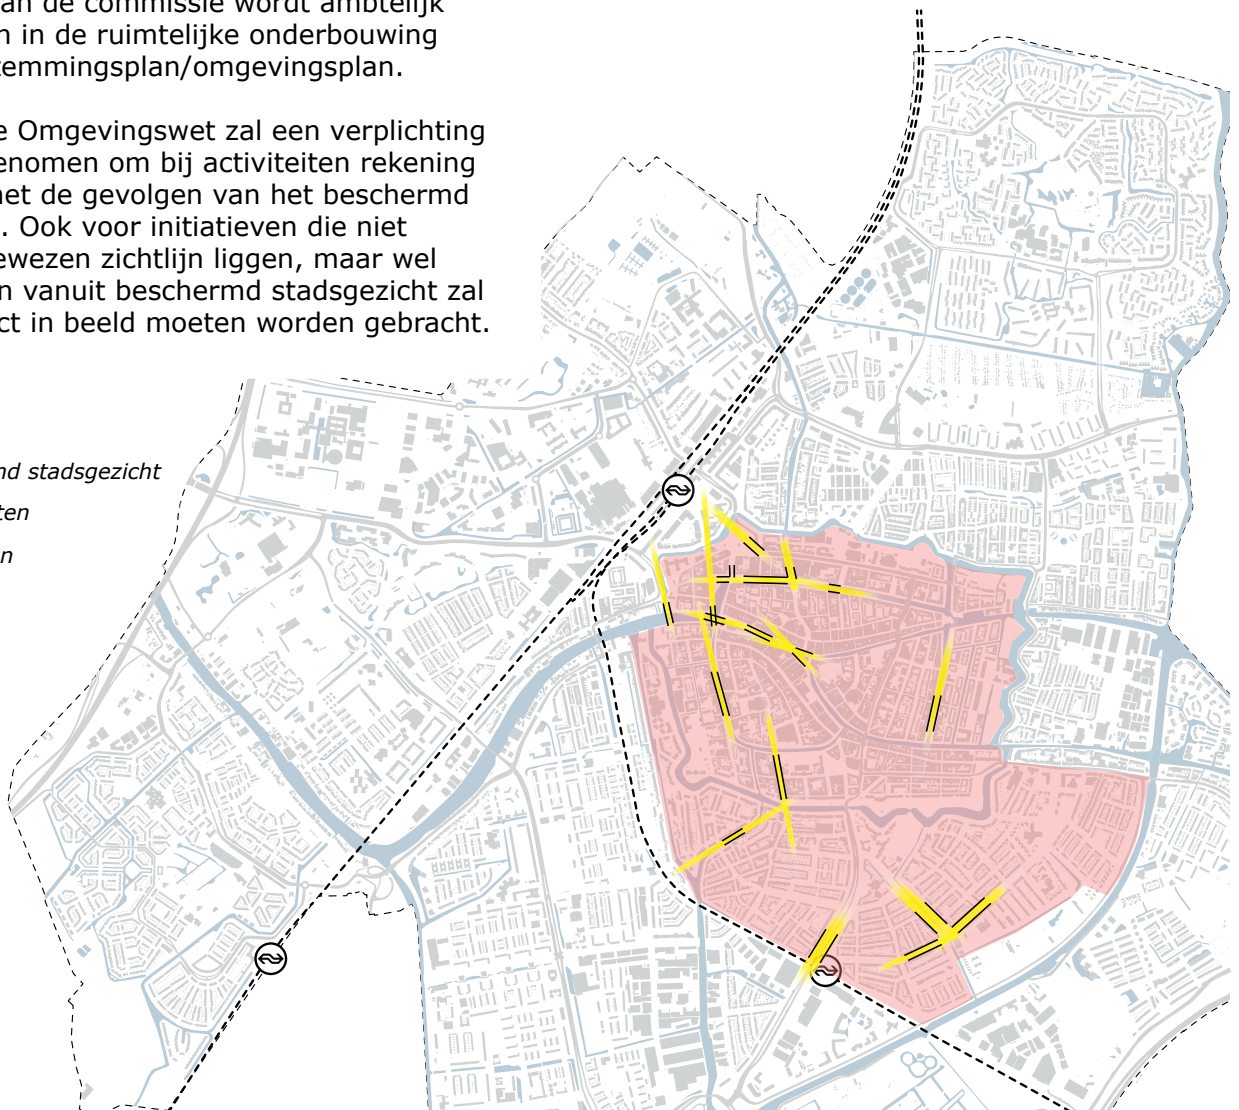 an de commissie wordt ambtelijk
n in de ruimtelijke onderbouwing
temmingsplan/omgevingsplan.
e Omgevingswet zal een verplichting
enomen om bij activiteiten rekening
net de gevolgen van het beschermd
. Ook voor initiatieven die niet
ewezen zichtlijn liggen, maar wel
n vanuit beschermd stadsgezicht zal
ct in beeld moeten worden gebracht.
nd stadsgezicht
ten
n